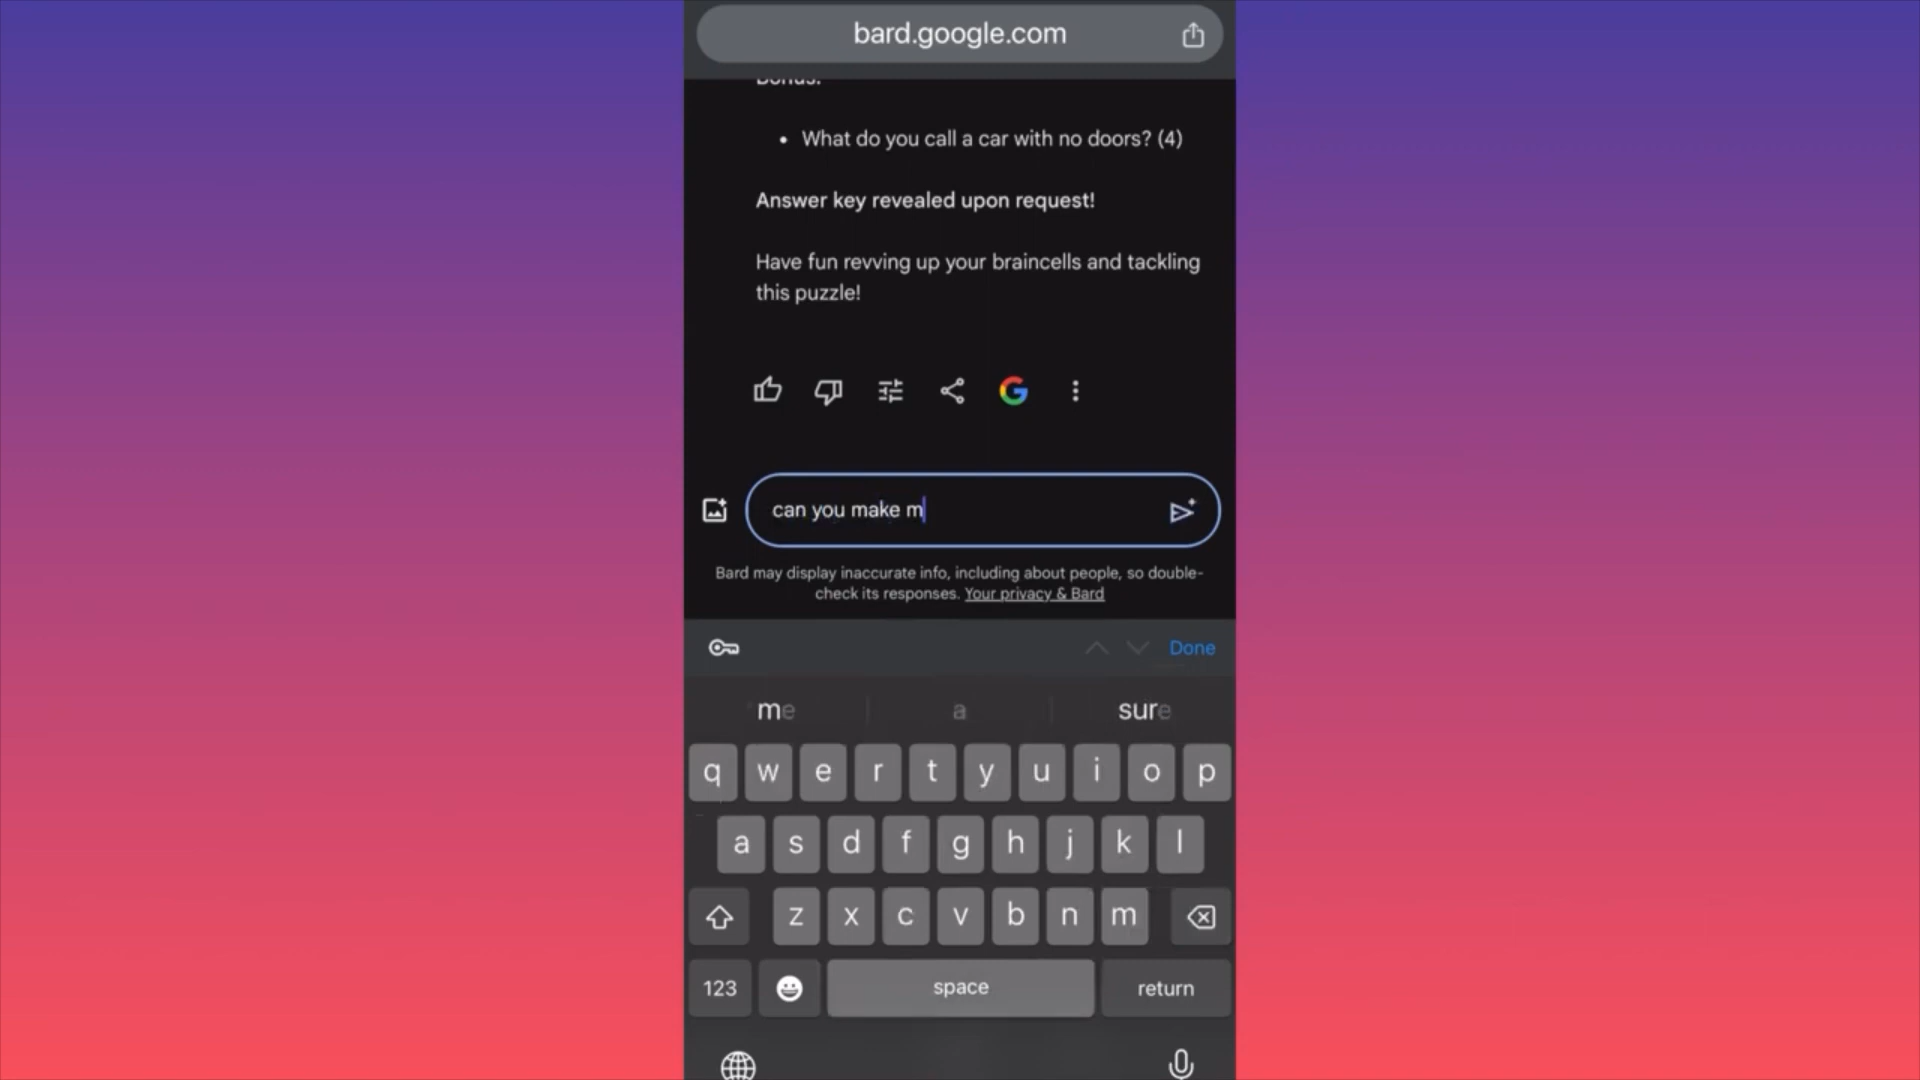 bard.google.com
Bonus:
• What do you call a car with no doors? (4)
Answer key revealed upon request!
Have fun revving up your braincells and tackling
this puzzle!
can you make m
Bard may display inaccurate info, including about people, so double-
check its responses. Your privacy & Bard
Done
me a sure
q w e r t y u i o p
a s d f g h j k l
z x c v b n m
123 space return